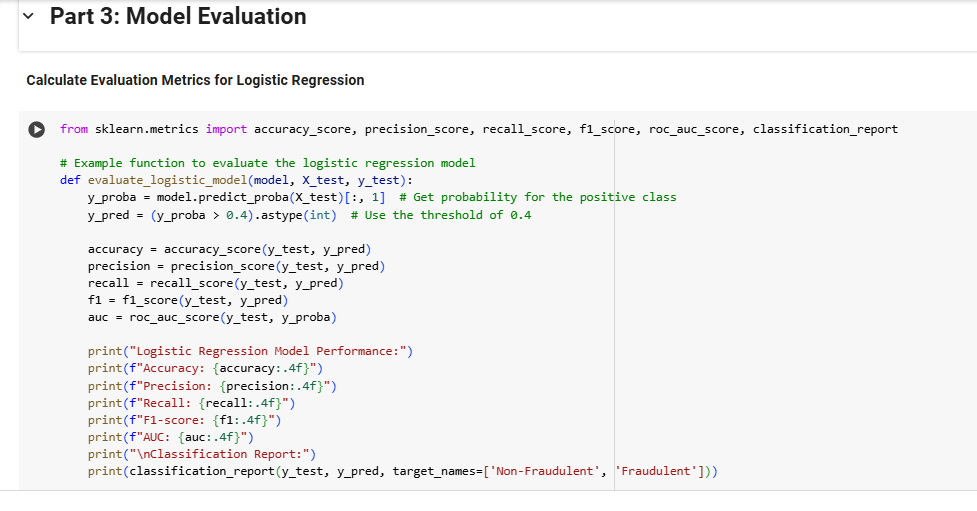 Part 3: Model Evaluation
Calculate Evaluation Metrics for Logistic Regression
from sklearn.metrics import accuracy_score, precision_score, recall_score, f1_score, roc_auc_score, classification_report
# Example function to evaluate the logistic regression model
def evaluate_logistic_model(model, X_test, y_test):
    y_proba = model.predict_proba(X_test)[:, 1]  # Get probability for the positive class
    y_pred = (y_proba > 0.4).astype(int)  # Use the threshold of 0.4
    accuracy = accuracy_score(y_test, y_pred)
    precision = precision_score(y_test, y_pred)
    recall = recall_score(y_test, y_pred)
    f1 = f1_score(y_test, y_pred)
    auc = roc_auc_score(y_test, y_proba)
    print("Logistic Regression Model Performance:")
    print(f"Accuracy: {accuracy:.4f}")
    print(f"Precision: {precision:.4f}")
    print(f"Recall: {recall:.4f}")
    print(f"F1-score: {f1:.4f}")
    print(f"AUC: {auc:.4f}")
    print("\nClassification Report:")
    print(classification_report(y_test, y_pred, target_names=['Non-Fraudulent', 'Fraudulent']))